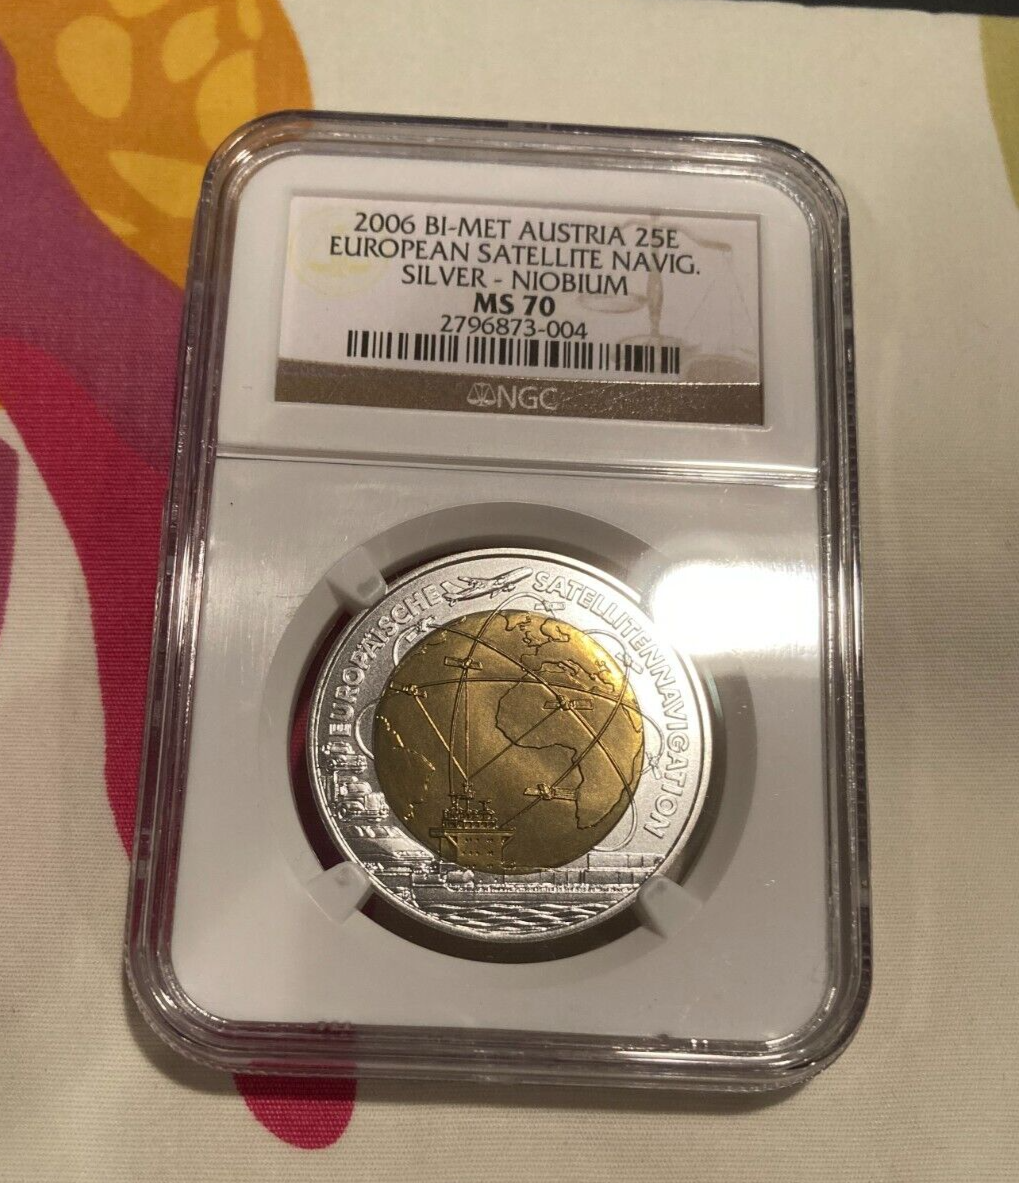 2006 BI-MET AUSTRIA 25E
EUROPEAN SATELLITE NAVIG.
SILVER - NIOBIUM
MS 70
2796873-004
NGC
EUROPÄISCHE SATELLITENNAVIGATION